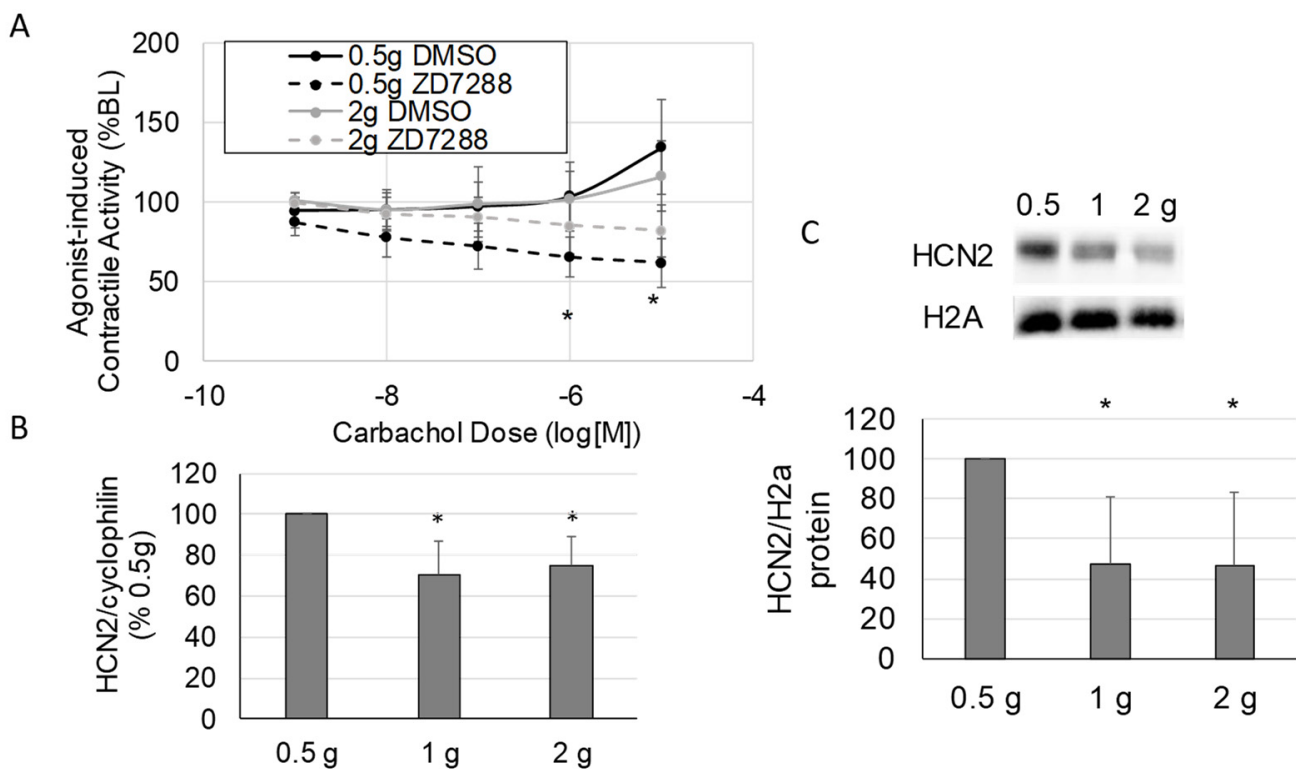 A
200
150
100
50
0
Agonist-induced
Contractile Activity (%BL)
0.5g DMSO
0.5g ZD7288
2g DMSO
2g ZD7288
*
*
-10
-8
-6
-4
Carbachol Dose (log[M])
B
120
100
80
60
40
20
0
HCN2/cyclophilin
(% 0.5g)
*
*
0.5 g
1 g
2 g
C
0.5 1 2 g
HCN2
H2A
120
100
80
60
40
20
0
HCN2/H2a
protein
*
*
0.5 g
1 g
2 g